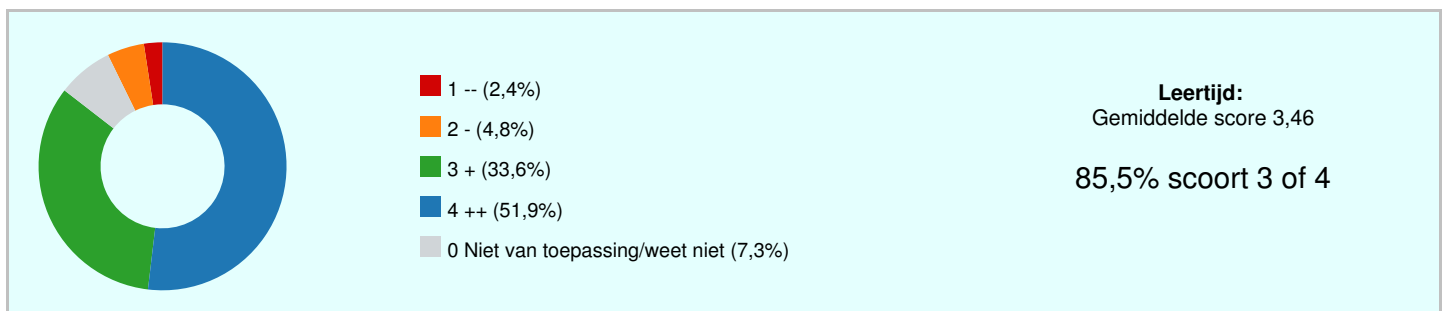 1 -- (2,4%)
2 - (4,8%)
3 + (33,6%)
4 ++ (51,9%)
0 Niet van toepassing/weet niet (7,3%)
Leertijd:
Gemiddelde score 3,46
85,5% scoort 3 of 4